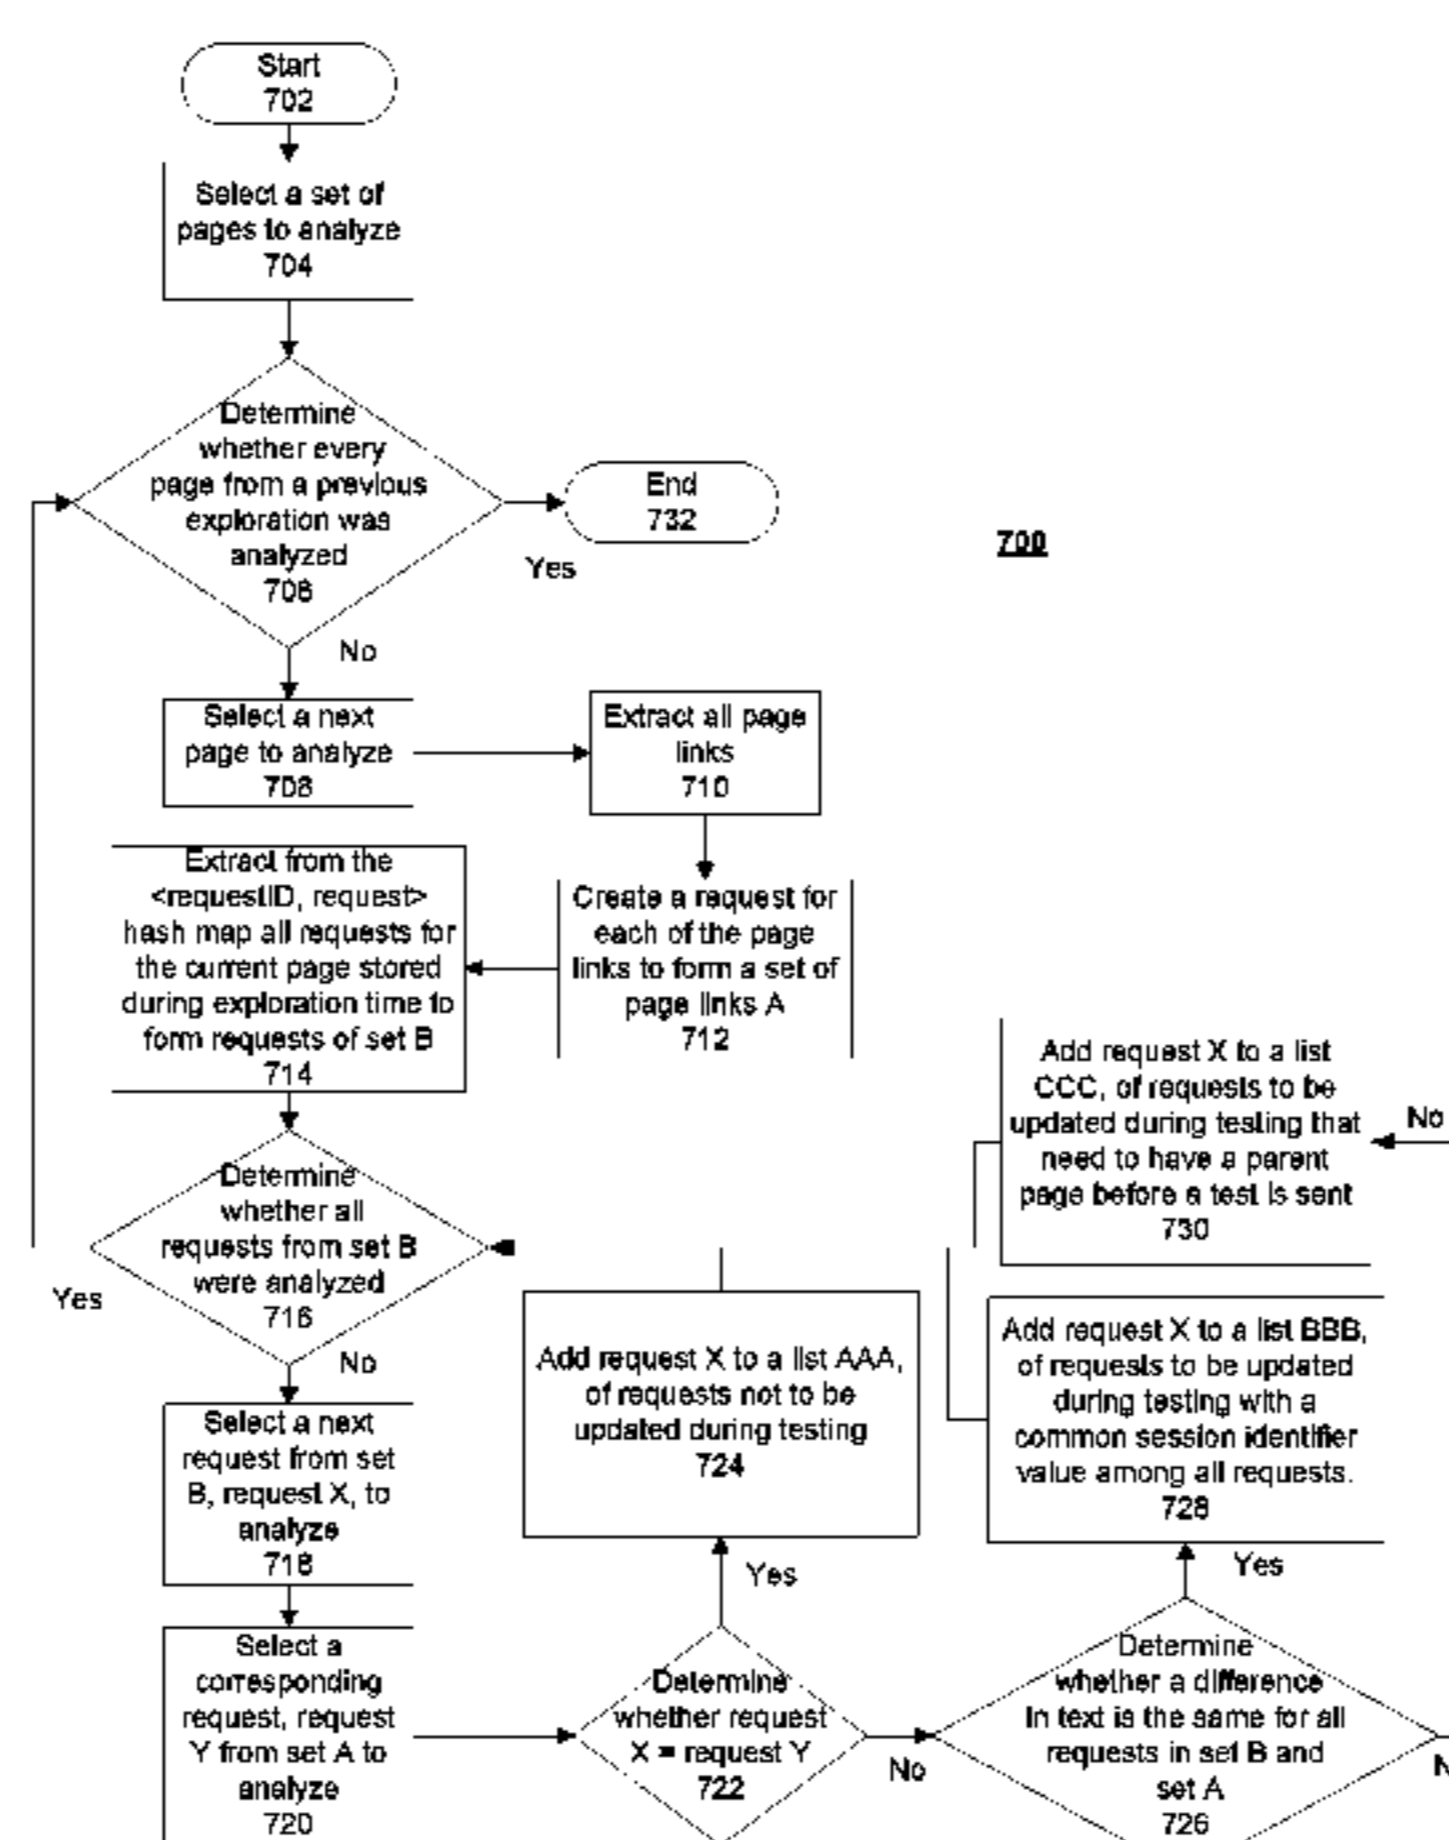 Start
702
Select a set of
pages to analyze
704
Determine
whether every
page from a previous
exploration was
analyzed
706
Yes
End
732
700
No
Select a next
page to analyze
708
Extract all page
links
710
Create a request for
each of the page
links to form a set of
page links A
712
Extract from the
<requestID, request>
hash map all requests for
the current page stored
during exploration time to
form requests of set B
714
Determine
whether all
requests from set B
were analyzed
716
Yes
No
Select a next
request from set
B, request X, to
analyze
718
Select a
corresponding
request, request
Y from set A to
analyze
720
Determine
whether request
X = request Y
722
Yes
No
Add request X to a list AAA,
of requests not to be
updated during testing
724
Determine
whether a difference
in text is the same for all
requests in set B and
set A
726
Yes
Add request X to a list BBB,
of requests to be updated
during testing with a
common session identifier
value among all requests.
728
No
Add request X to a list
CCC, of requests to be
updated during testing that
need to have a parent
page before a test is sent
730